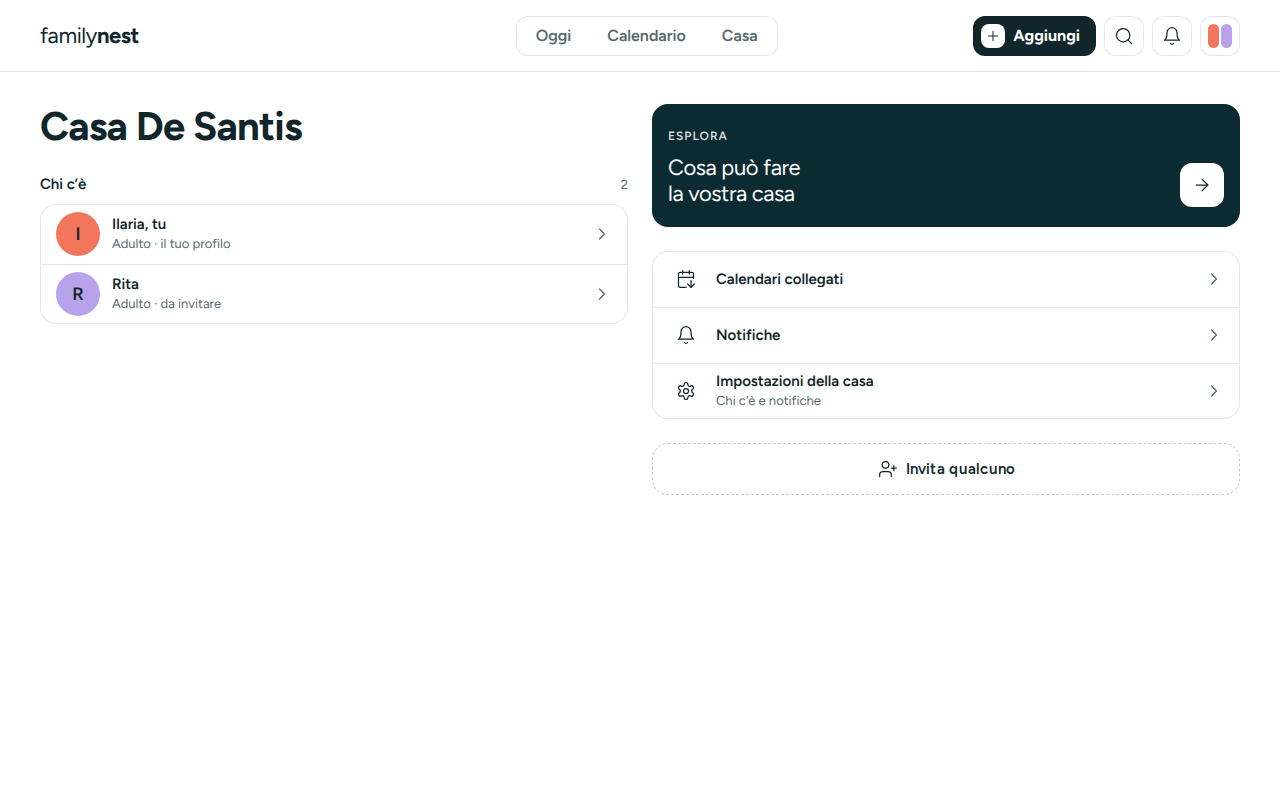 familynest
Oggi
Calendario
Casa
Aggiungi
Casa De Santis
Chi c’è
2
I
Ilaria, tu
Adulto · il tuo profilo
R
Rita
Adulto · da invitare
ESPLORA
Cosa può fare
la vostra casa
Calendari collegati
Notifiche
Impostazioni della casa
Chi c’è e notifiche
Invita qualcuno